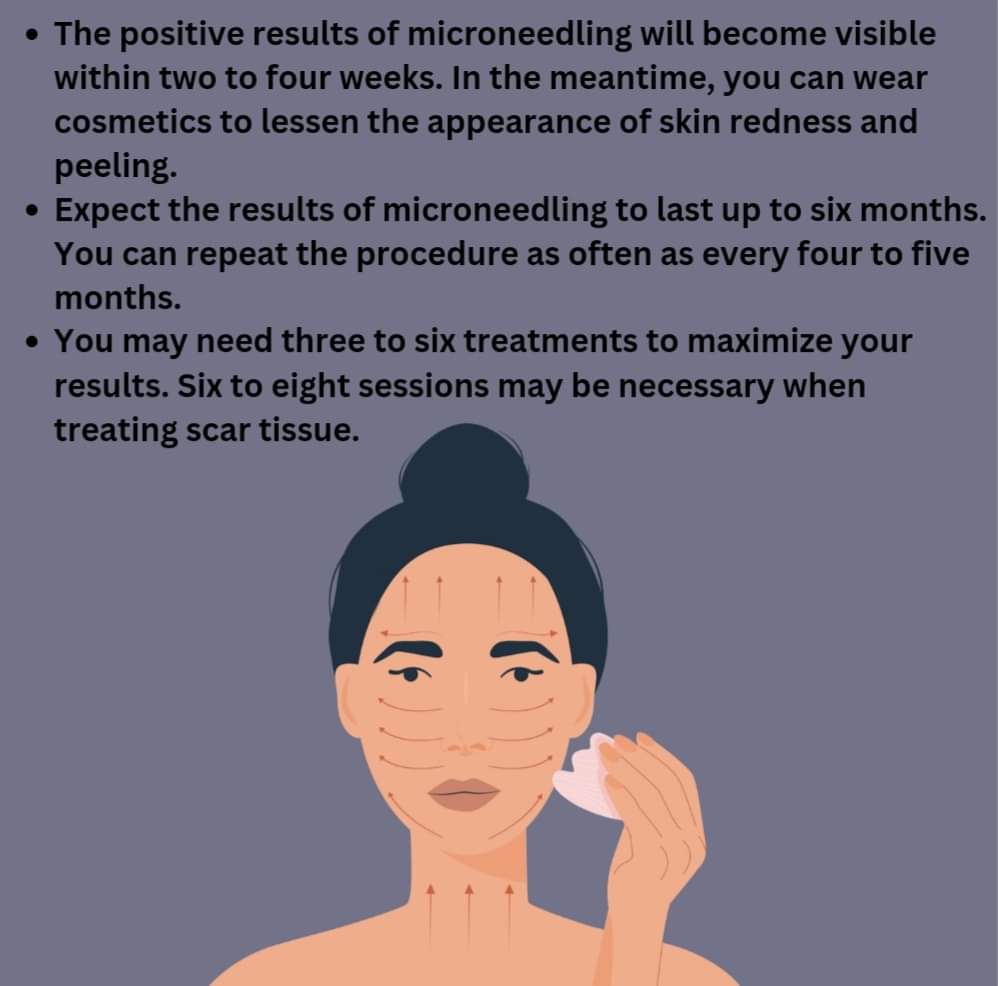 • The positive results of microneedling will become visible
within two to four weeks. In the meantime, you can wear
cosmetics to lessen the appearance of skin redness and
peeling.
• Expect the results of microneedling to last up to six months.
You can repeat the procedure as often as every four to five
months.
• You may need three to six treatments to maximize your
results. Six to eight sessions may be necessary when
treating scar tissue.